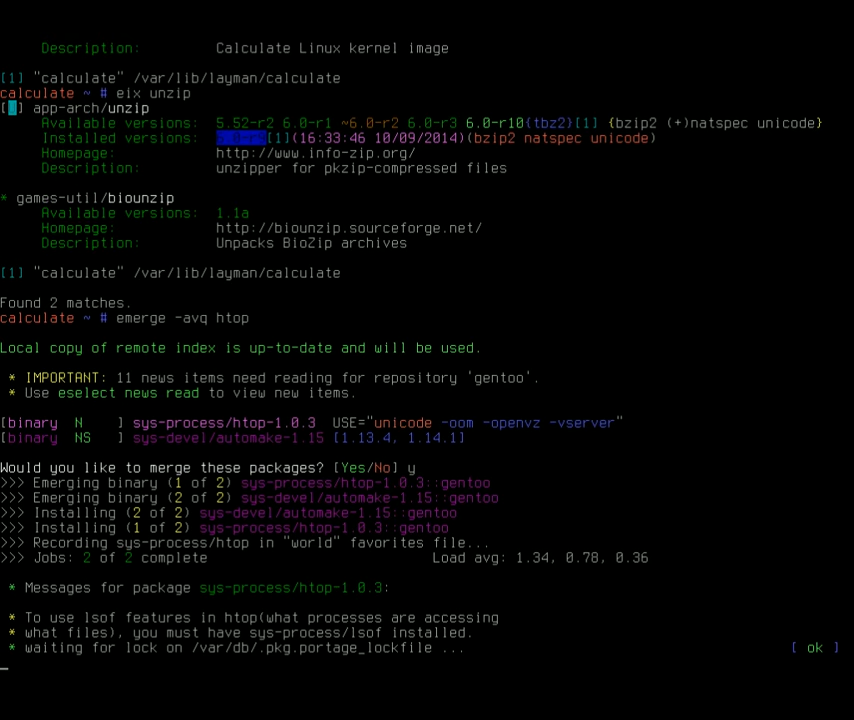 Description: Calculate Linux kernel image
[1] "calculate" /var/lib/layman/calculate
calculate ~ # eix unzip
[ ] app-arch/unzip
Available versions: 5.52-r2 6.0-r1 ~6.0-r2 6.0-r3 6.0-r10{tbz2}[1] {bzip2 (+)natspec unicode}
Installed versions: [1](16:33:46 10/09/2014)(bzip2 natspec unicode)
Homepage: http://www.info-zip.org/
Description: unzipper for pkzip-compressed files
* games-util/biounzip
Available versions: 1.1a
Homepage: http://biounzip.sourceforge.net/
Description: Unpacks BioZip archives
[1] "calculate" /var/lib/layman/calculate
Found 2 matches.
calculate ~ # emerge -avq htop
Local copy of remote index is up-to-date and will be used.
* IMPORTANT: 11 news items need reading for repository 'gentoo'.
* Use eselect news read to view new items.
[binary N ] sys-process/htop-1.0.3 USE="unicode -oom -openvz -vserver"
[binary NS ] sys-devel/automake-1.15 [1.13.4, 1.14.1]
Would you like to merge these packages? [Yes/No] y
>>> Emerging binary (1 of 2) sys-process/htop-1.0.3::gentoo
>>> Emerging binary (2 of 2) sys-devel/automake-1.15::gentoo
>>> Installing (2 of 2) sys-devel/automake-1.15::gentoo
>>> Installing (1 of 2) sys-process/htop-1.0.3::gentoo
>>> Recording sys-process/htop in "world" favorites file...
>>> Jobs: 2 of 2 complete Load avg: 1.34, 0.78, 0.36
* Messages for package sys-process/htop-1.0.3:
* To use lsof features in htop(what processes are accessing
* what files), you must have sys-process/lsof installed.
* waiting for lock on /var/db/.pkg.portage_lockfile ... [ ok ]